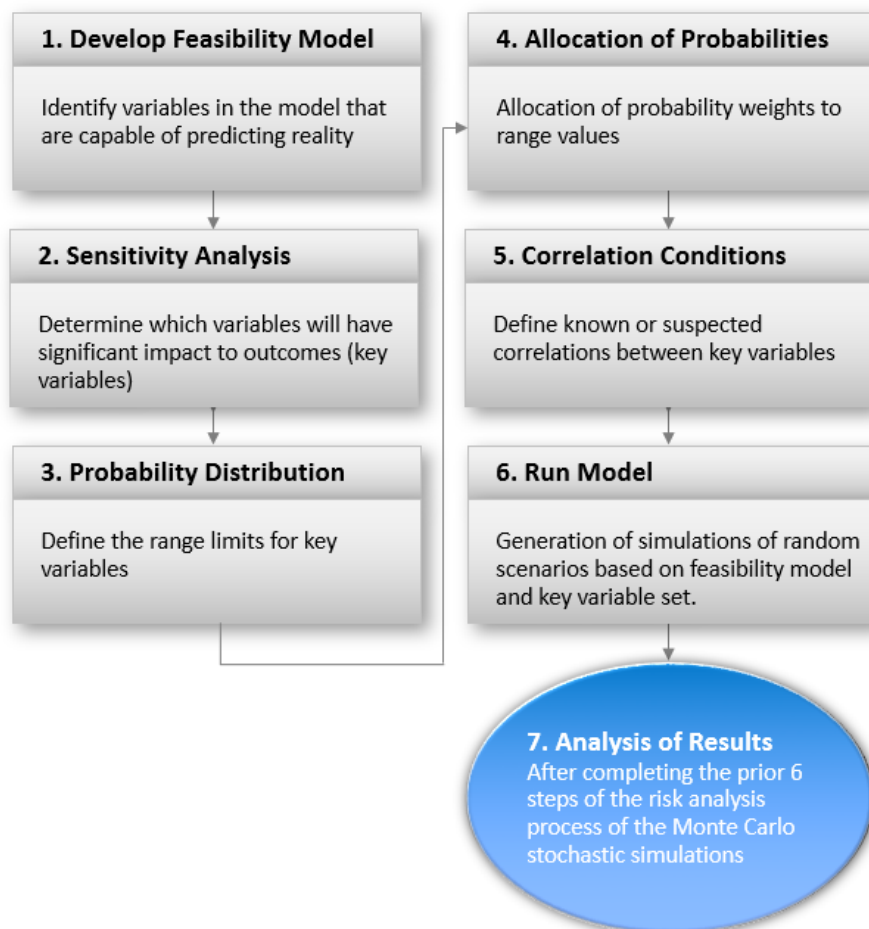 1. Develop Feasibility Model
Identify variables in the model that
are capable of predicting reality
2. Sensitivity Analysis
Determine which variables will have
significant impact to outcomes (key
variables)
3. Probability Distribution
Define the range limits for key
variables
4. Allocation of Probabilities
Allocation of probability weights to
range values
5. Correlation Conditions
Define known or suspected
correlations between key variables
6. Run Model
Generation of simulations of random
scenarios based on feasibility model
and key variable set.
7. Analysis of Results
After completing the prior 6
steps of the risk analysis
process of the Monte Carlo
stochastic simulations